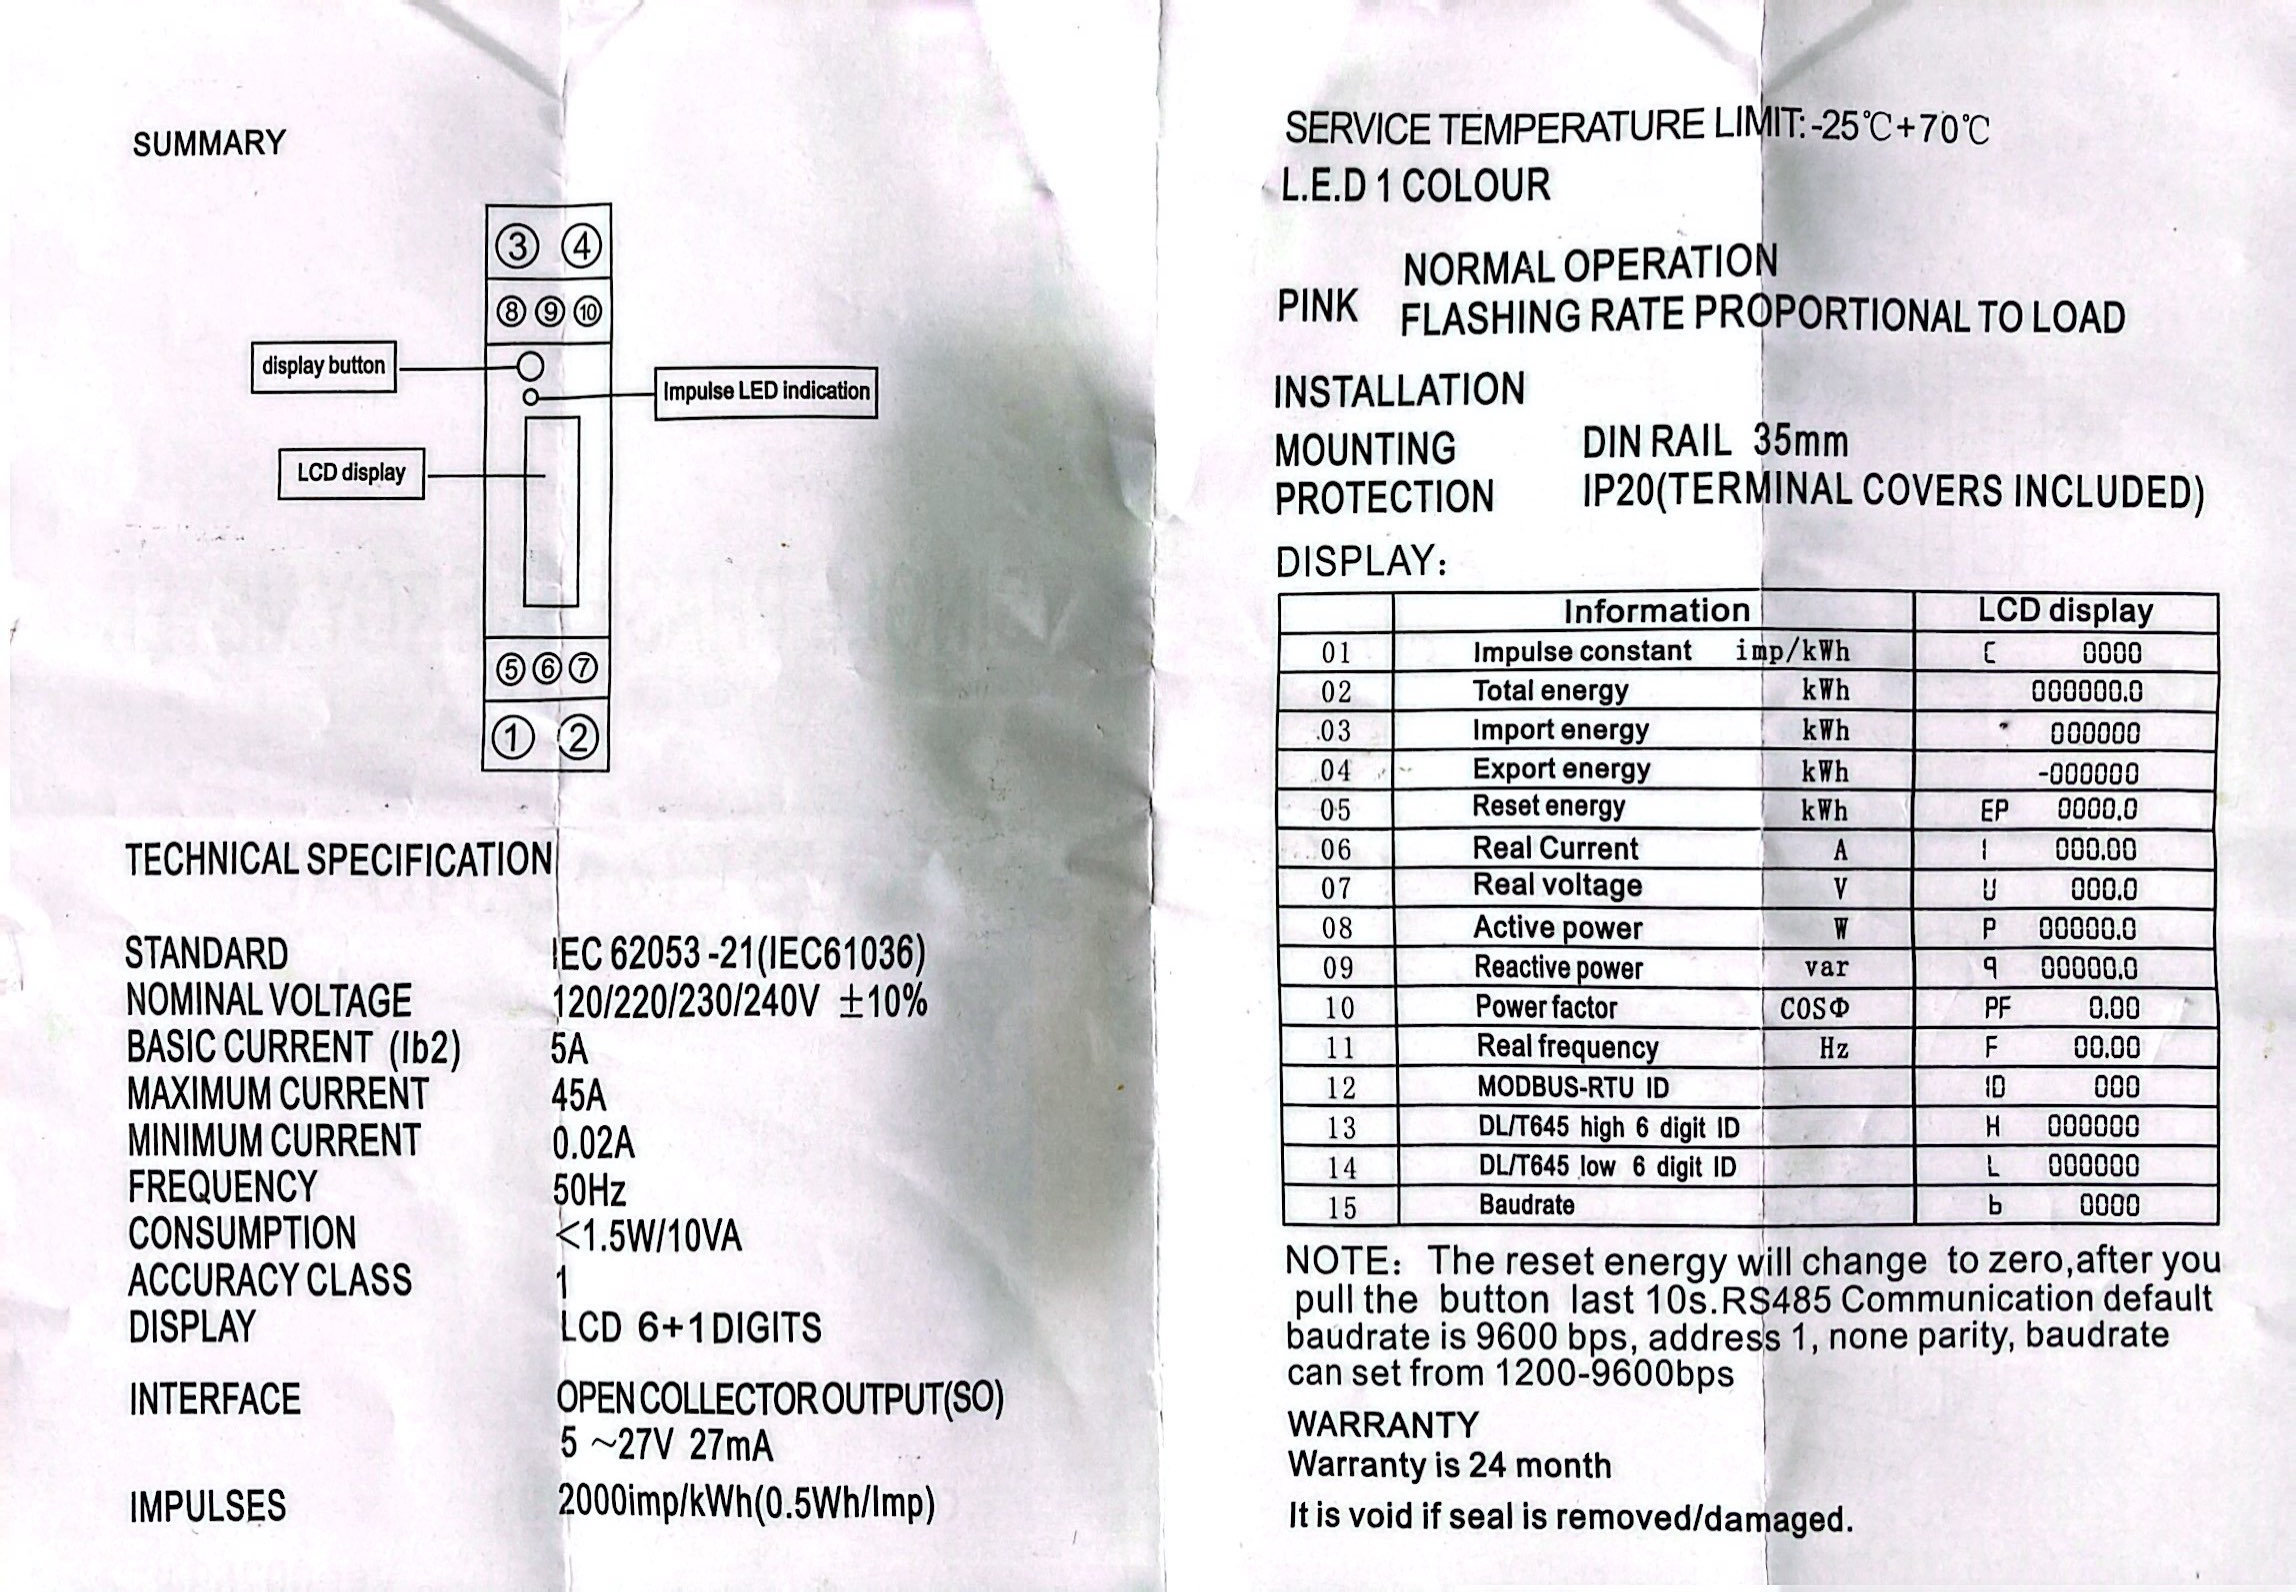 SUMMARY
③ ④
⑧ ⑨ ⑩
display button
Impulse LED indication
LCD display
⑤ ⑥ ⑦
① ②
TECHNICAL SPECIFICATION
STANDARD IEC 62053-21(IEC61036)
NOMINAL VOLTAGE 120/220/230/240V ±10%
BASIC CURRENT (Ib2) 5A
MAXIMUM CURRENT 45A
MINIMUM CURRENT 0.02A
FREQUENCY 50Hz
CONSUMPTION <1.5W/10VA
ACCURACY CLASS 1
DISPLAY LCD 6+1DIGITS
INTERFACE OPEN COLLECTOR OUTPUT(SO)
5 ~27V 27mA
IMPULSES 2000imp/kWh(0.5Wh/Imp)
SERVICE TEMPERATURE LIMIT:-25℃+70℃
L.E.D 1 COLOUR
NORMAL OPERATION
PINK FLASHING RATE PROPORTIONAL TO LOAD
INSTALLATION
MOUNTING DIN RAIL 35mm
PROTECTION IP20(TERMINAL COVERS INCLUDED)
DISPLAY:
Information LCD display
01 Impulse constant imp/kWh C 0000
02 Total energy kWh 000000.0
03 Import energy kWh 000000
04 Export energy kWh -000000
05 Reset energy kWh EP 0000.0
06 Real Current A I 000.00
07 Real voltage V U 000.0
08 Active power W P 00000.0
09 Reactive power var q 00000.0
10 Power factor COSΦ PF 0.00
11 Real frequency Hz F 00.00
12 MODBUS-RTU ID ID 000
13 DL/T645 high 6 digit ID H 000000
14 DL/T645 low 6 digit ID L 000000
15 Baudrate b 0000
NOTE: The reset energy will change to zero,after you
pull the button last 10s.RS485 Communication default
baudrate is 9600 bps, address 1, none parity, baudrate
can set from 1200-9600bps
WARRANTY
Warranty is 24 month
It is void if seal is removed/damaged.